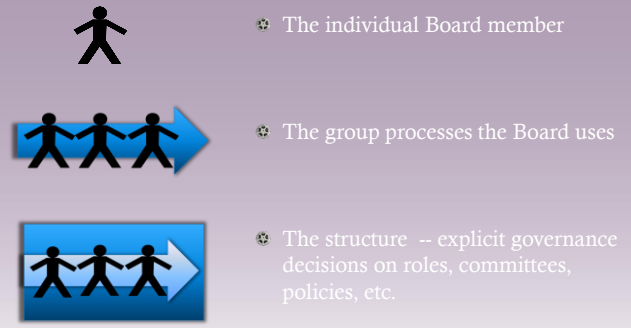 The individual Board member
The group processes the Board uses
The structure -- explicit governance
decisions on roles, committees,
policies, etc.